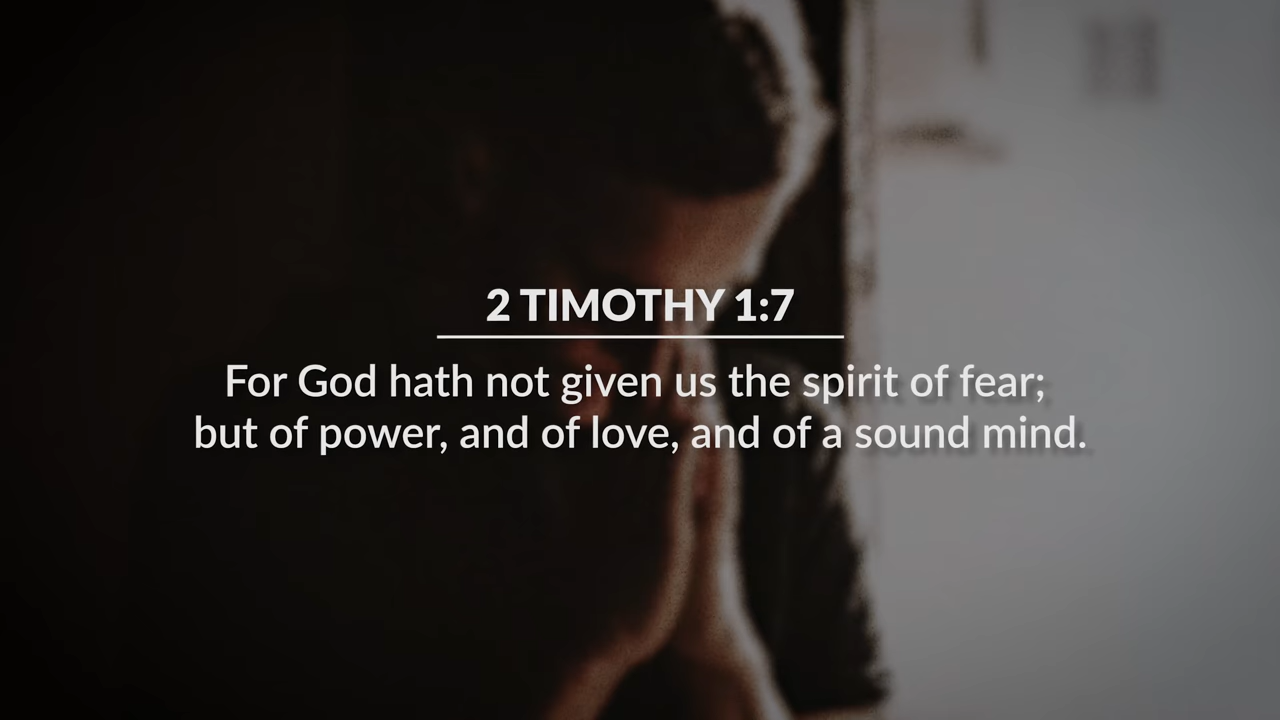 2 TIMOTHY 1:7
For God hath not given us the spirit of fear;
but of power, and of love, and of a sound mind.